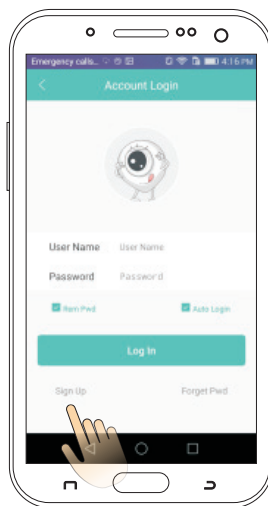 Emergency calls... 4:16 PM
Account Login
User Name User Name
Password Password
Rem Pwd Auto Login
Log In
Sign Up Forget Pwd